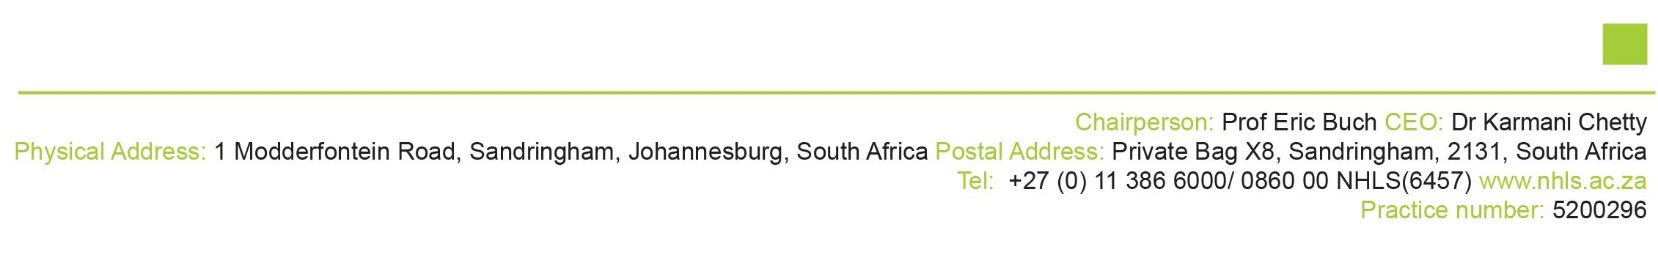 Chairperson: Prof Eric Buch CEO: Dr Karmani Chetty
Physical Address: 1 Modderfontein Road, Sandringham, Johannesburg, South Africa Postal Address: Private Bag X8, Sandringham, 2131, South Africa
Tel:  +27 (0) 11 386 6000/ 0860 00 NHLS(6457) www.nhls.ac.za
Practice number: 5200296